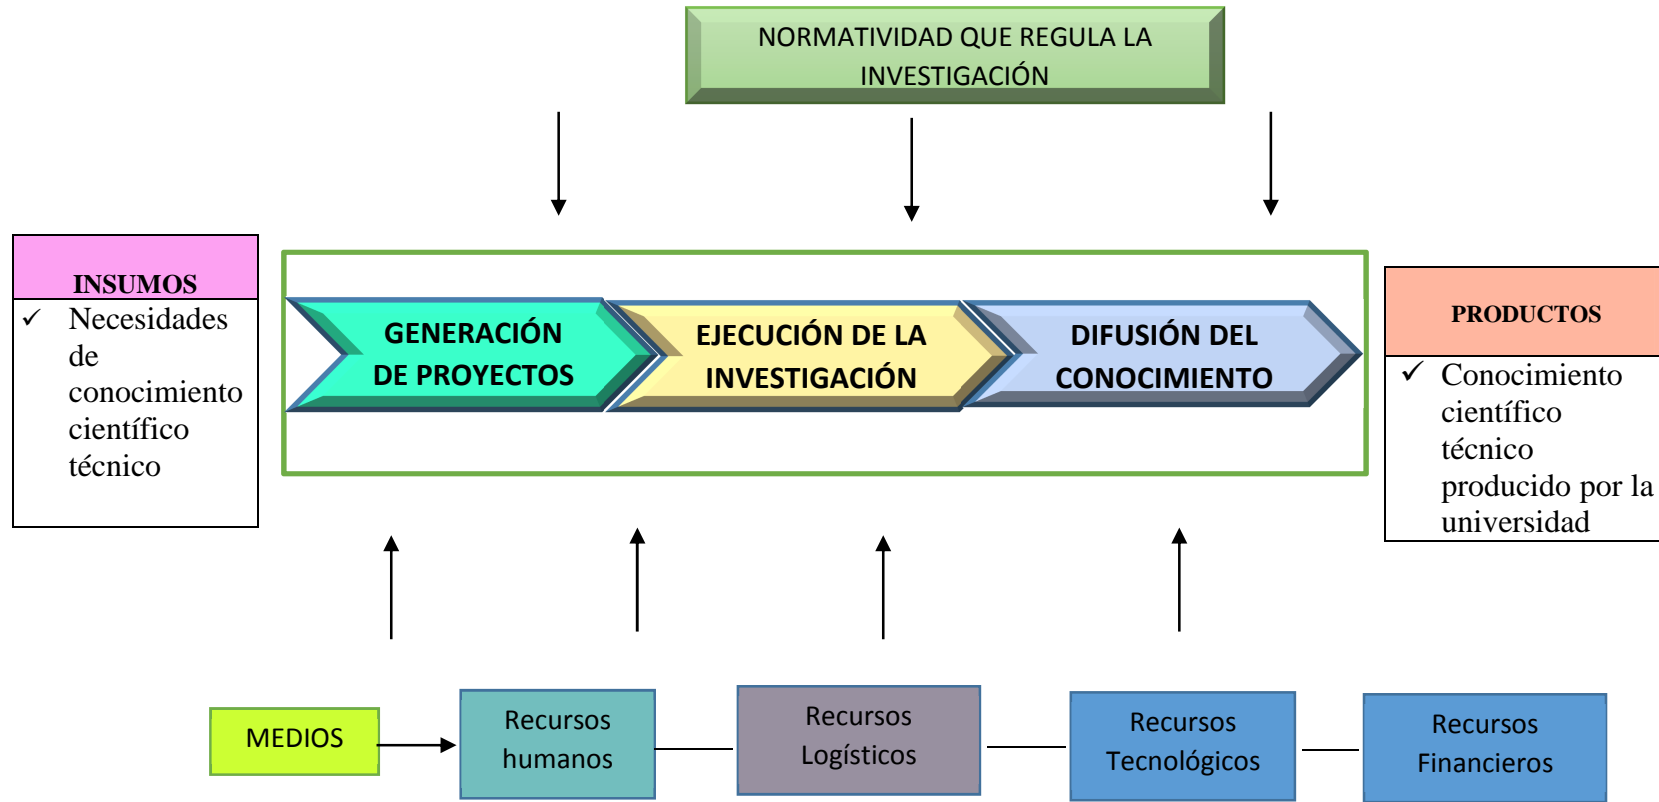 NORMATIVIDAD QUE REGULA LA
INVESTIGACIÓN
INSUMOS
✓ Necesidades
de
conocimiento
científico
técnico
GENERACIÓN
DE PROYECTOS
EJECUCIÓN DE LA
INVESTIGACIÓN
DIFUSIÓN DEL
CONOCIMIENTO
PRODUCTOS
✓ Conocimiento
científico
técnico
producido por la
universidad
MEDIOS
Recursos
humanos
Recursos
Logísticos
Recursos
Tecnológicos
Recursos
Financieros